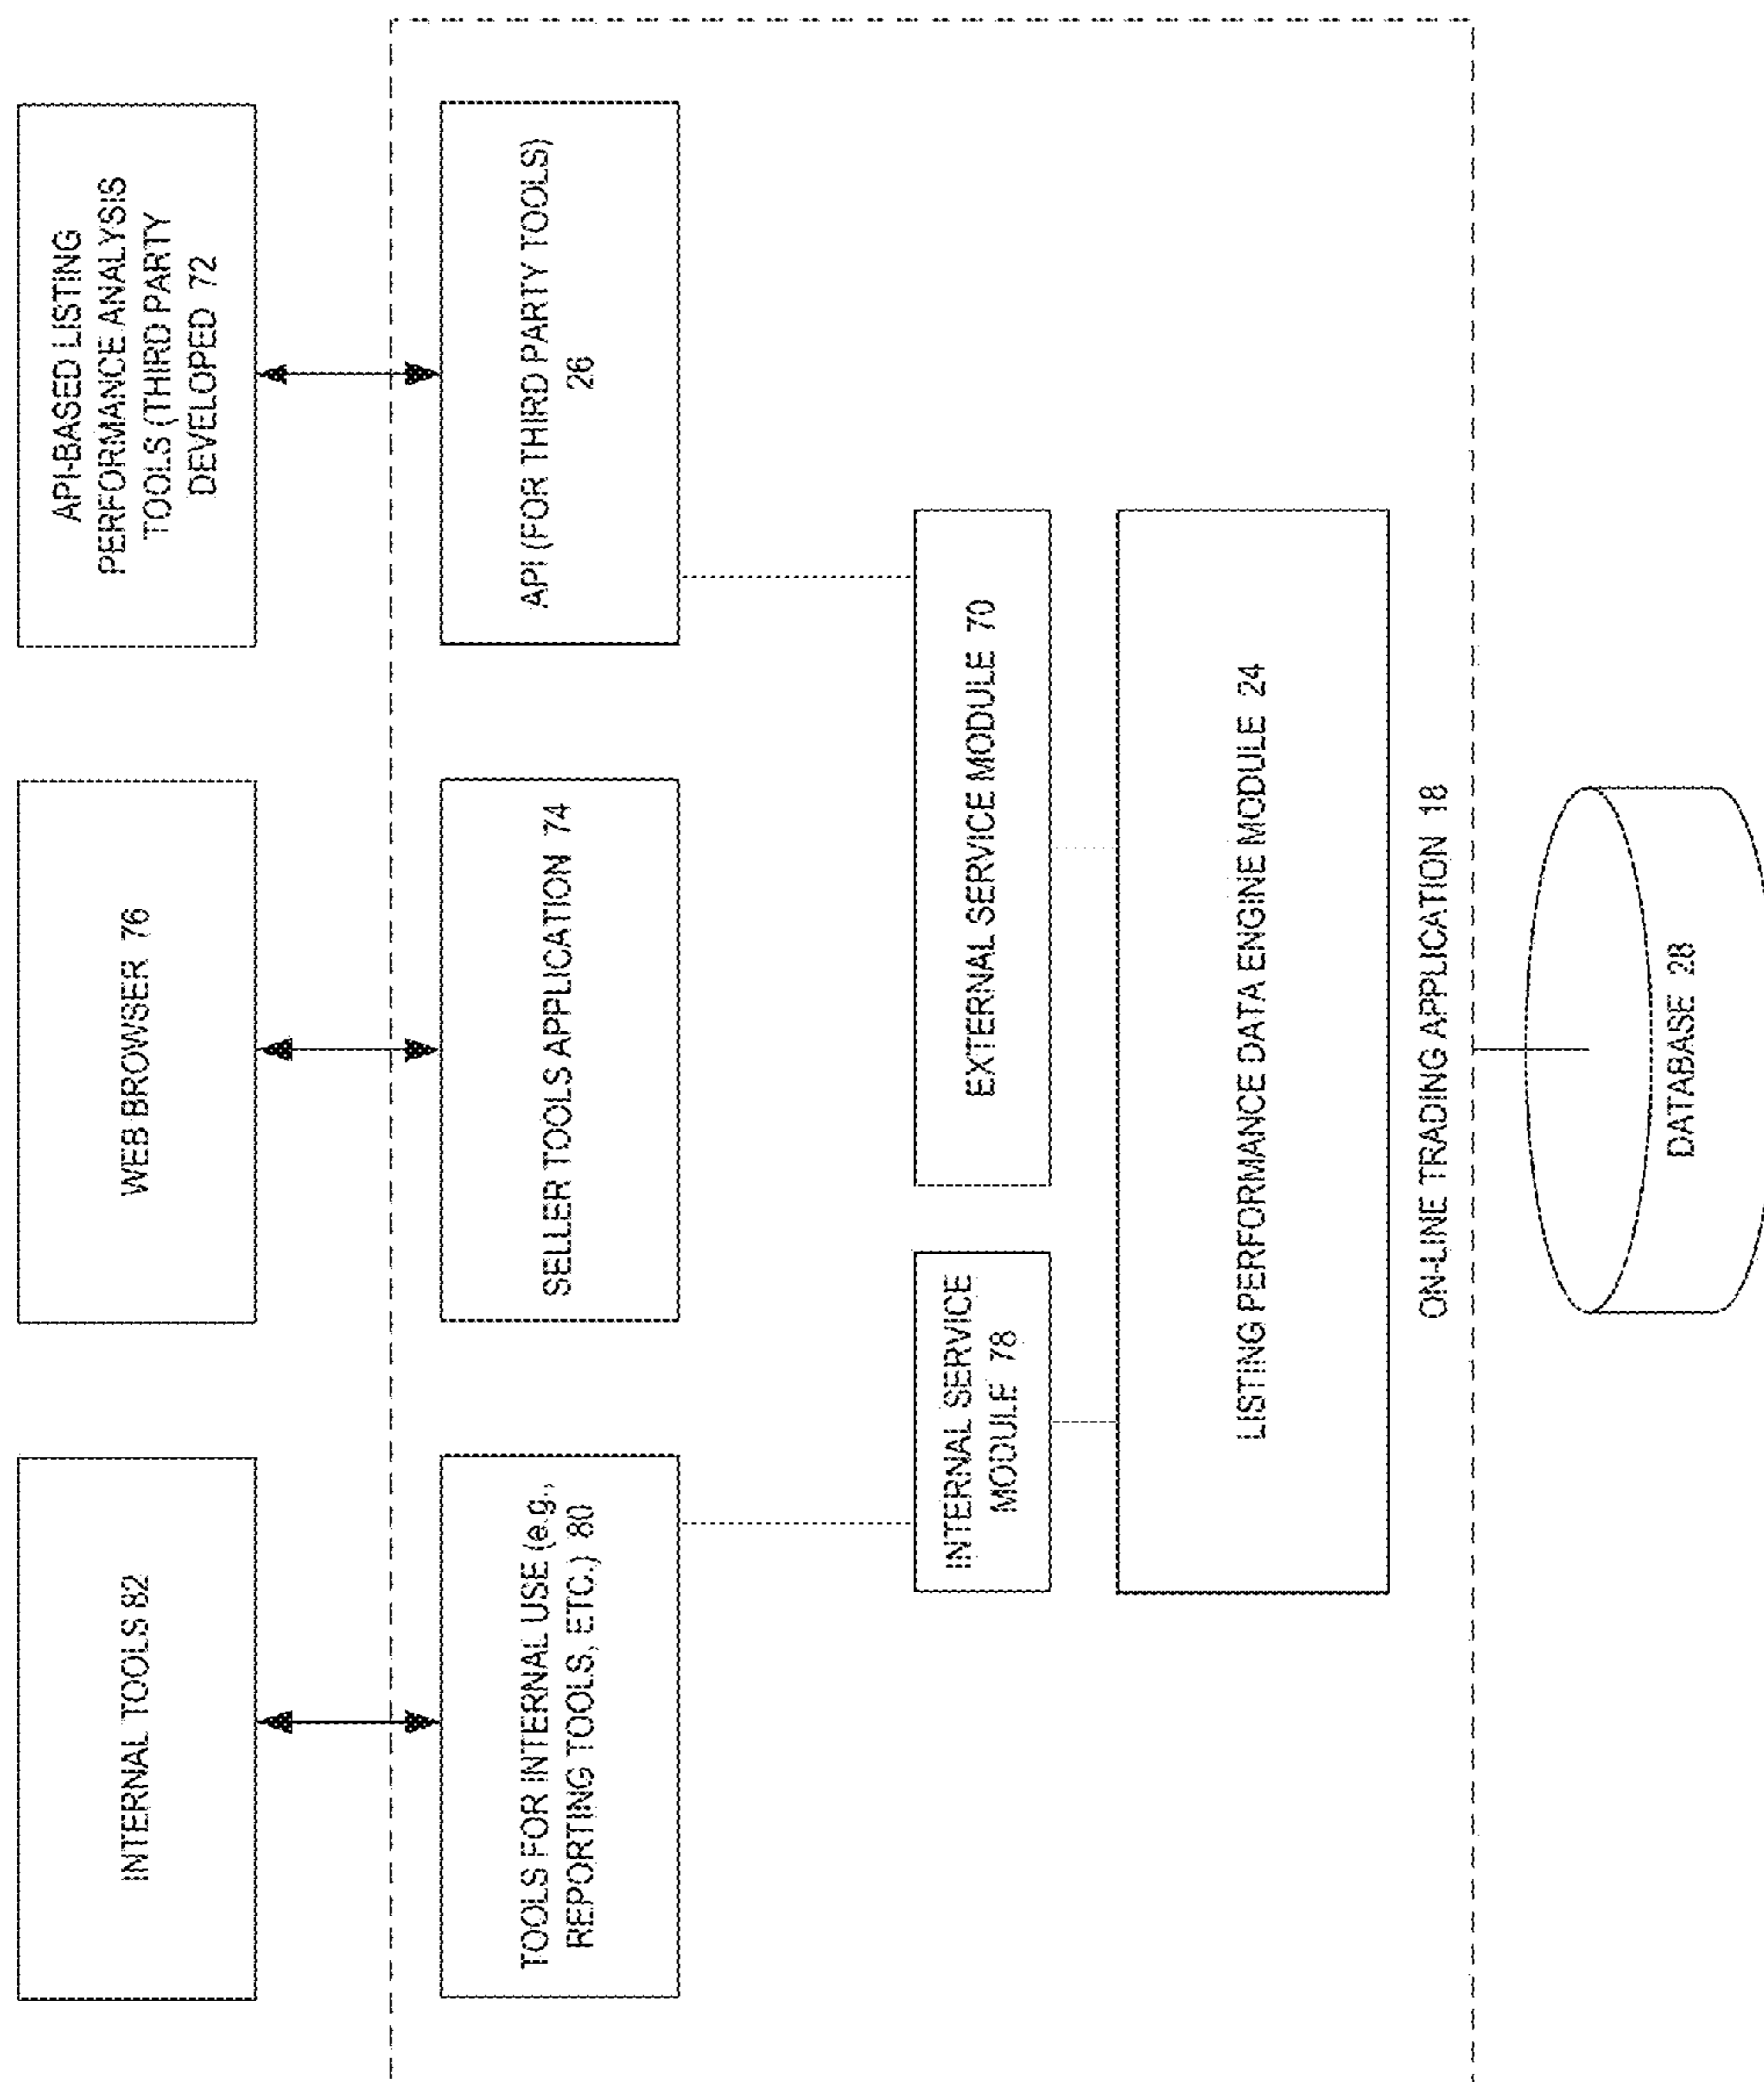 INTERNAL TOOLS 82
WEB BROWSER 76
API-BASED LISTING
PERFORMANCE ANALYSIS
TOOLS (THIRD PARTY
DEVELOPED 72
TOOLS FOR INTERNAL USE (e.g.,
REPORTING TOOLS, ETC.) 80
SELLER TOOLS APPLICATION 74
API (FOR THIRD PARTY TOOLS)
26
INTERNAL SERVICE
MODULE 78
EXTERNAL SERVICE MODULE 70
LISTING PERFORMANCE DATA ENGINE MODULE 24
ON-LINE TRADING APPLICATION 18
DATABASE 28